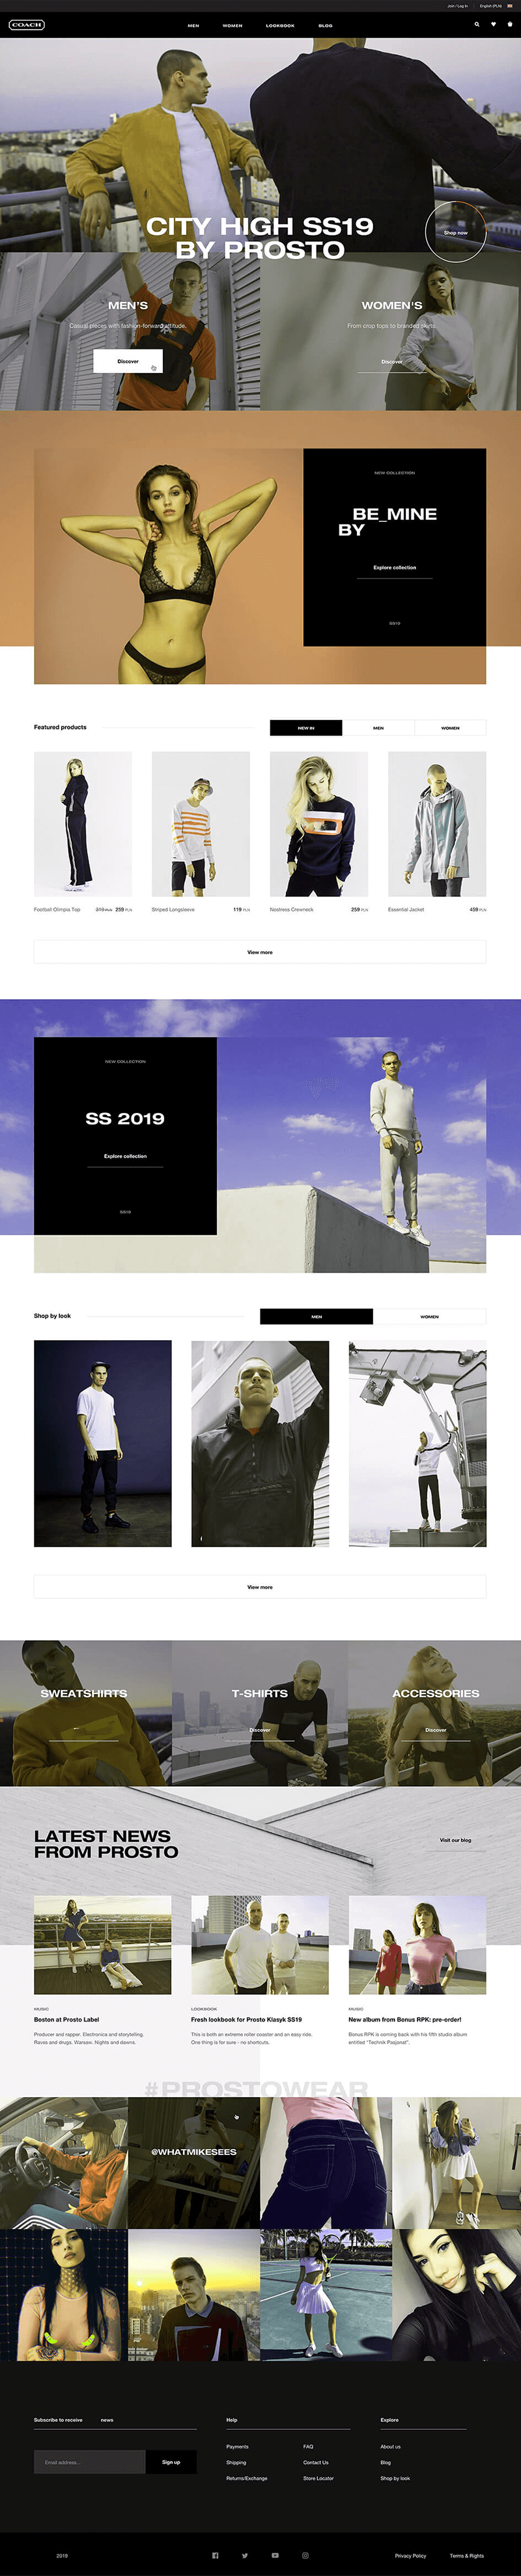 Join / Log In
English (PLN)
COACH
MEN
WOMEN
LOOKBOOK
BLOG
CITY HIGH SS19
BY PROSTO
Shop now
MEN'S
Casual pieces with fashion-forward attitude.
Discover
WOMEN'S
From crop tops to branded skirts.
Discover
NEW COLLECTION
BE_MINE
BY
Explore collection
SS19
Featured products
NEW IN
MEN
WOMEN
Football Olimpia Top
319 PLN 259 PLN
Striped Longsleeve
119 PLN
Nostress Crewneck
259 PLN
Essential Jacket
459 PLN
View more
NEW COLLECTION
SS 2019
Explore collection
SS19
Shop by look
MEN
WOMEN
View more
SWEATSHIRTS
T-SHIRTS
Discover
ACCESSORIES
Discover
LATEST NEWS
FROM PROSTO
Visit our blog
MUSIC
Boston at Prosto Label
Producer and rapper. Electronica and storytelling.
Raves and drugs. Warsaw. Nights and dawns.
LOOKBOOK
Fresh lookbook for Prosto Klasyk SS19
This is both an extreme roller coaster and an easy ride.
One thing is for sure - no shortcuts.
MUSIC
New album from Bonus RPK: pre-order!
Bonus RPK is coming back with his fifth studio album
entitled "Technik Pasjonat".
#PROSTOWEAR
@WHATMIKESEES
Subscribe to receive news
Email address...
Sign up
Help
Payments
Shipping
Returns/Exchange
FAQ
Contact Us
Store Locator
Explore
About us
Blog
Shop by look
2019
Privacy Policy
Terms & Rights